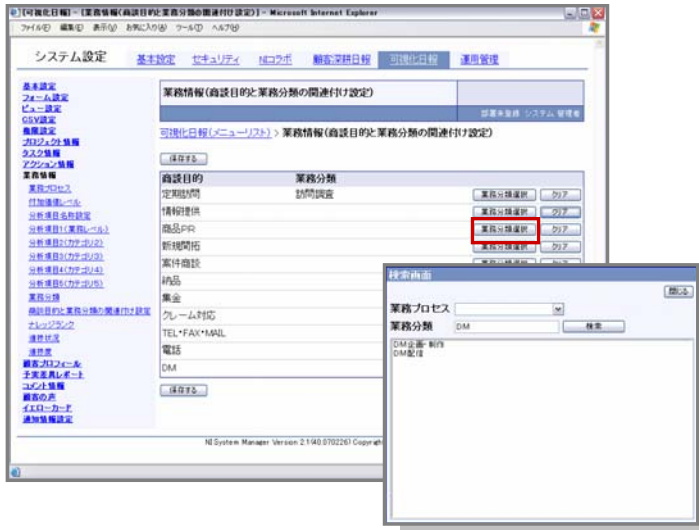 [可視化日報] - [業務情報(商談目的と業務分類の関連付け設定)] - Microsoft Internet Explorer
ファイル(F) 編集(E) 表示(V) お気に入り(A) ツール(T) ヘルプ(H)
システム設定 基本設定 セキュリティ NIコラボ 顧客深耕日報 可視化日報 運用管理
基本設定
フォーム設定
ビュー設定
CSV設定
権限設定
プロジェクト情報
タスク情報
アクション情報
業務情報
業務プロセス
付加価値レベル
分析項目名称設定
分析項目1(業務レベル)
分析項目2(カテゴリ/2)
分析項目3(カテゴリ/3)
分析項目4(カテゴリ/4)
分析項目5(カテゴリ/5)
業務分類
商談目的と業務分類の関連付け設定
ナレッジランク
進捗状況
進捗度
顧客プロフィール
予実差異レポート
コメント情報
顧客の声
イエローカード
通知情報設定
業務情報(商談目的と業務分類の関連付け設定)
部署未登録 システム 管理者
可視化日報(メニューリスト) > 業務情報(商談目的と業務分類の関連付け設定)
保存する
商談目的 業務分類
定期訪問 訪問調査 業務分類選択 クリア
情報提供 業務分類選択 クリア
商品PR 業務分類選択 クリア
新規開拓 業務分類選択 クリア
案件商談 業務分類選択 クリア
納品
集金
クレーム対応
TEL・FAX・MAIL
電話
DM
保存する
NI System Manager Version 2.1940.070226) Copyright
検索画面
閉じる
業務プロセス
業務分類 DM 検索
DM企画・制作
DM配信